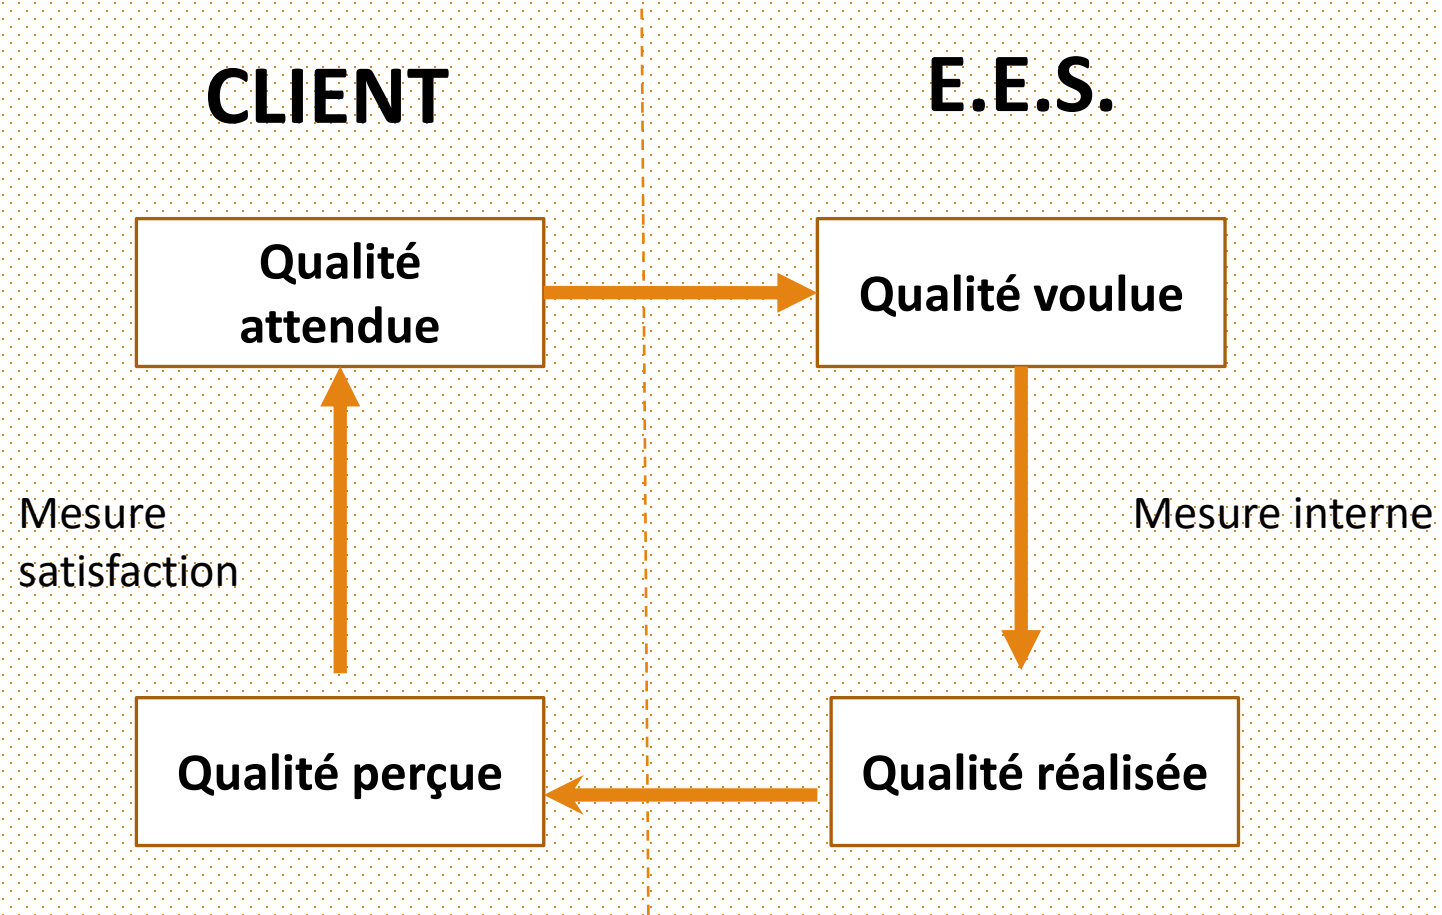 CLIENT
E.E.S.
Qualité
attendue
Qualité voulue
Mesure
satisfaction
Mesure interne
Qualité perçue
Qualité réalisée